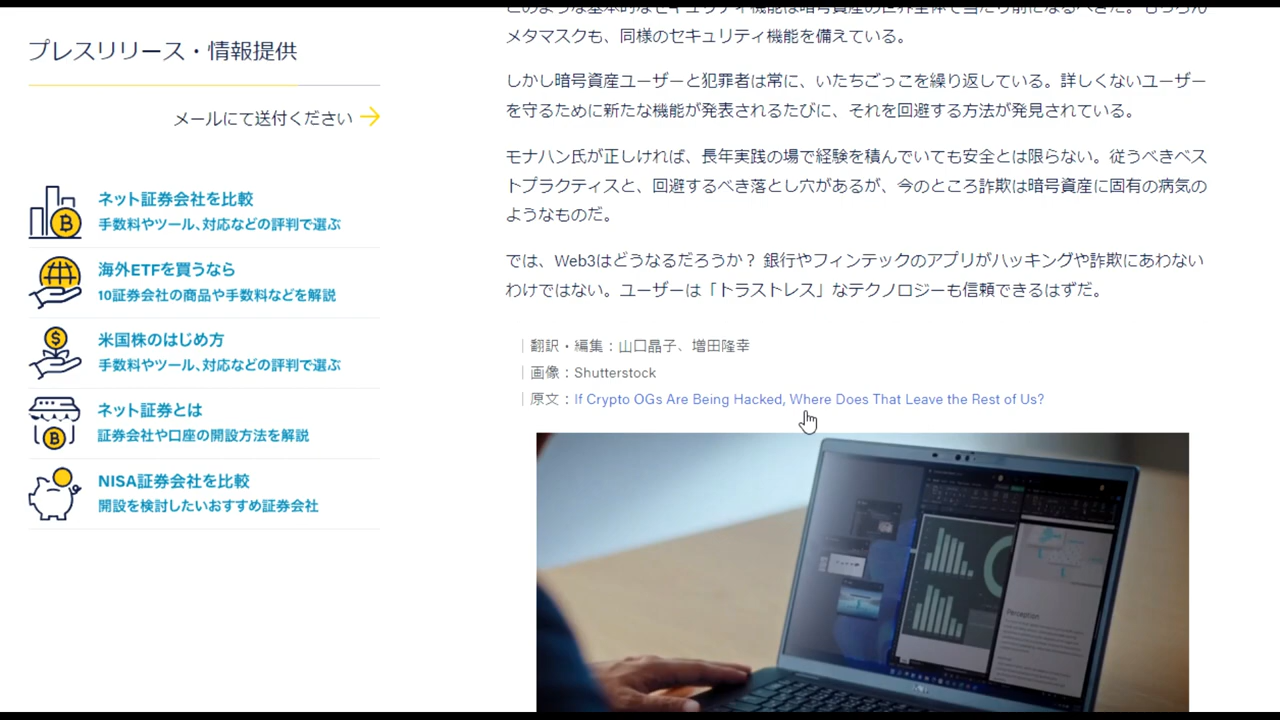 プレスリリース・情報提供
メールにて送付ください
ネット証券会社を比較
手数料やツール、対応などの評判で選ぶ
海外ETFを買うなら
10証券会社の商品や手数料などを解説
米国株のはじめ方
手数料やツール、対応などの評判で選ぶ
ネット証券とは
証券会社や口座の開設方法を解説
NISA証券会社を比較
開設を検討したいおすすめ証券会社
メタマスクも、同様のセキュリティ機能を備えている。
しかし暗号資産ユーザーと犯罪者は常に、いたちごっこを繰り返している。詳しくないユーザー
を守るために新たな機能が発表されるたびに、それを回避する方法が発見されている。
モナハン氏が正しければ、長年実践の場で経験を積んでいても安全とは限らない。従うべきベス
トプラクティスと、回避するべき落とし穴があるが、今のところ詐欺は暗号資産に固有の病気の
ようなものだ。
では、Web3はどうなるだろうか？ 銀行やフィンテックのアプリがハッキングや詐欺にあわない
わけではない。ユーザーは「トラストレス」なテクノロジーも信頼できるはずだ。
｜翻訳・編集：山口晶子、増田隆幸
｜画像：Shutterstock
｜原文：If Crypto OGs Are Being Hacked, Where Does That Leave the Rest of Us?
Reception